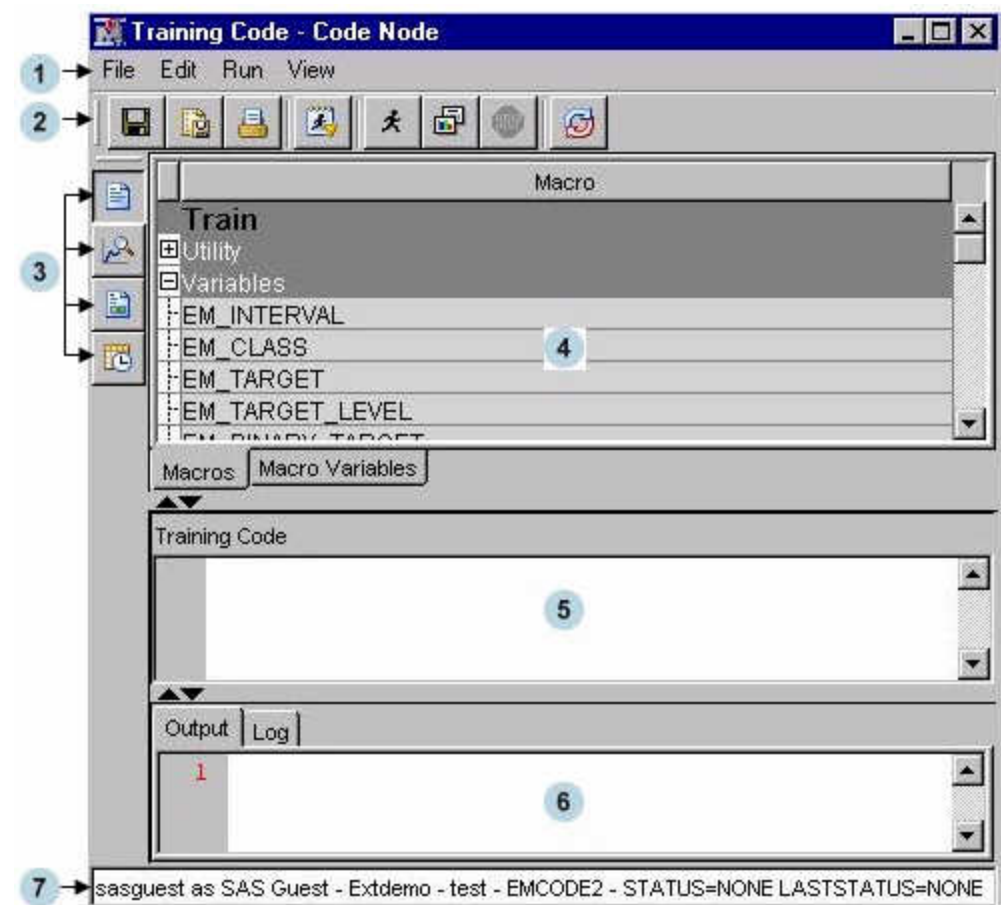 Training Code - Code Node
1 File Edit Run View
2
3
Macro
Train
Utility
Variables
EM_INTERVAL
EM_CLASS
4
EM_TARGET
EM_TARGET_LEVEL
EM_BINARY_TARGET
Macros Macro Variables
Training Code
5
Output Log
1
6
7 sasguest as SAS Guest - Extdemo - test - EMCODE2 - STATUS=NONE LASTSTATUS=NONE